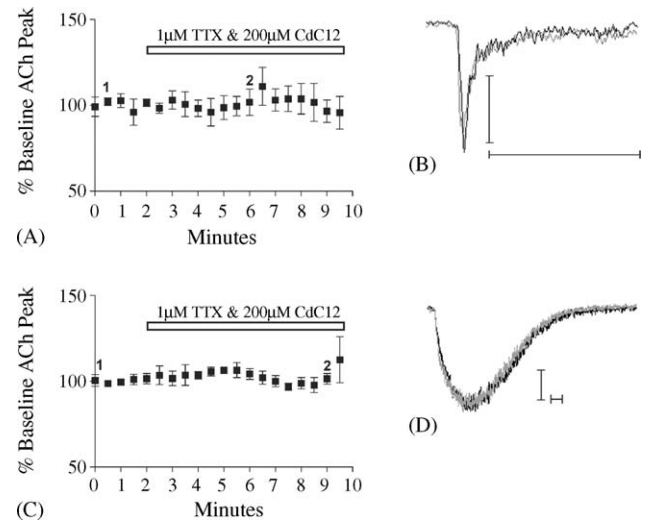 150
1μM TTX & 200μM CdC12
1
2
100
50
0 1 2 3 4 5 6 7 8 9 10
% Baseline ACh Peak
Minutes
(A)
(B)
150
1μM TTX & 200μM CdC12
1
2
100
50
0 1 2 3 4 5 6 7 8 9 10
% Baseline ACh Peak
Minutes
(C)
(D)